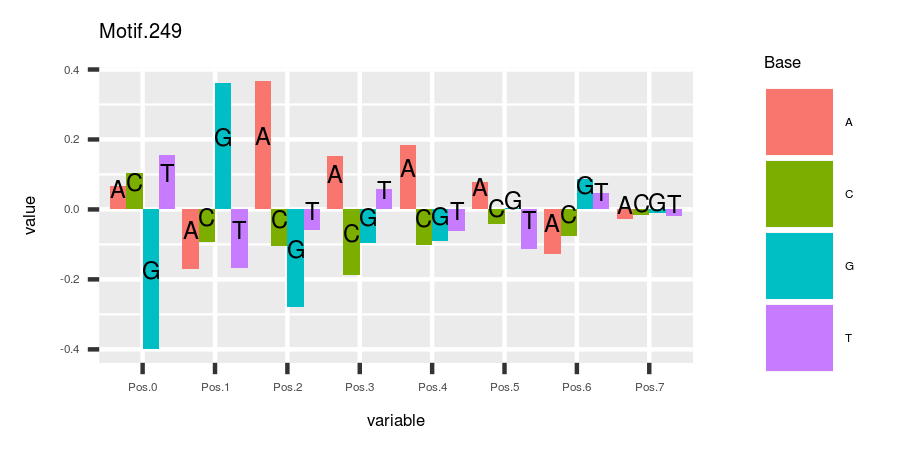 Motif.249
Base
A
C
G
T
value
0.4
0.2
0.0
-0.2
-0.4
A C G T
A C G T
A C G T
A C G T
A C G T
A C G T
A C G T
A C G T
Pos.0 Pos.1 Pos.2 Pos.3 Pos.4 Pos.5 Pos.6 Pos.7
variable